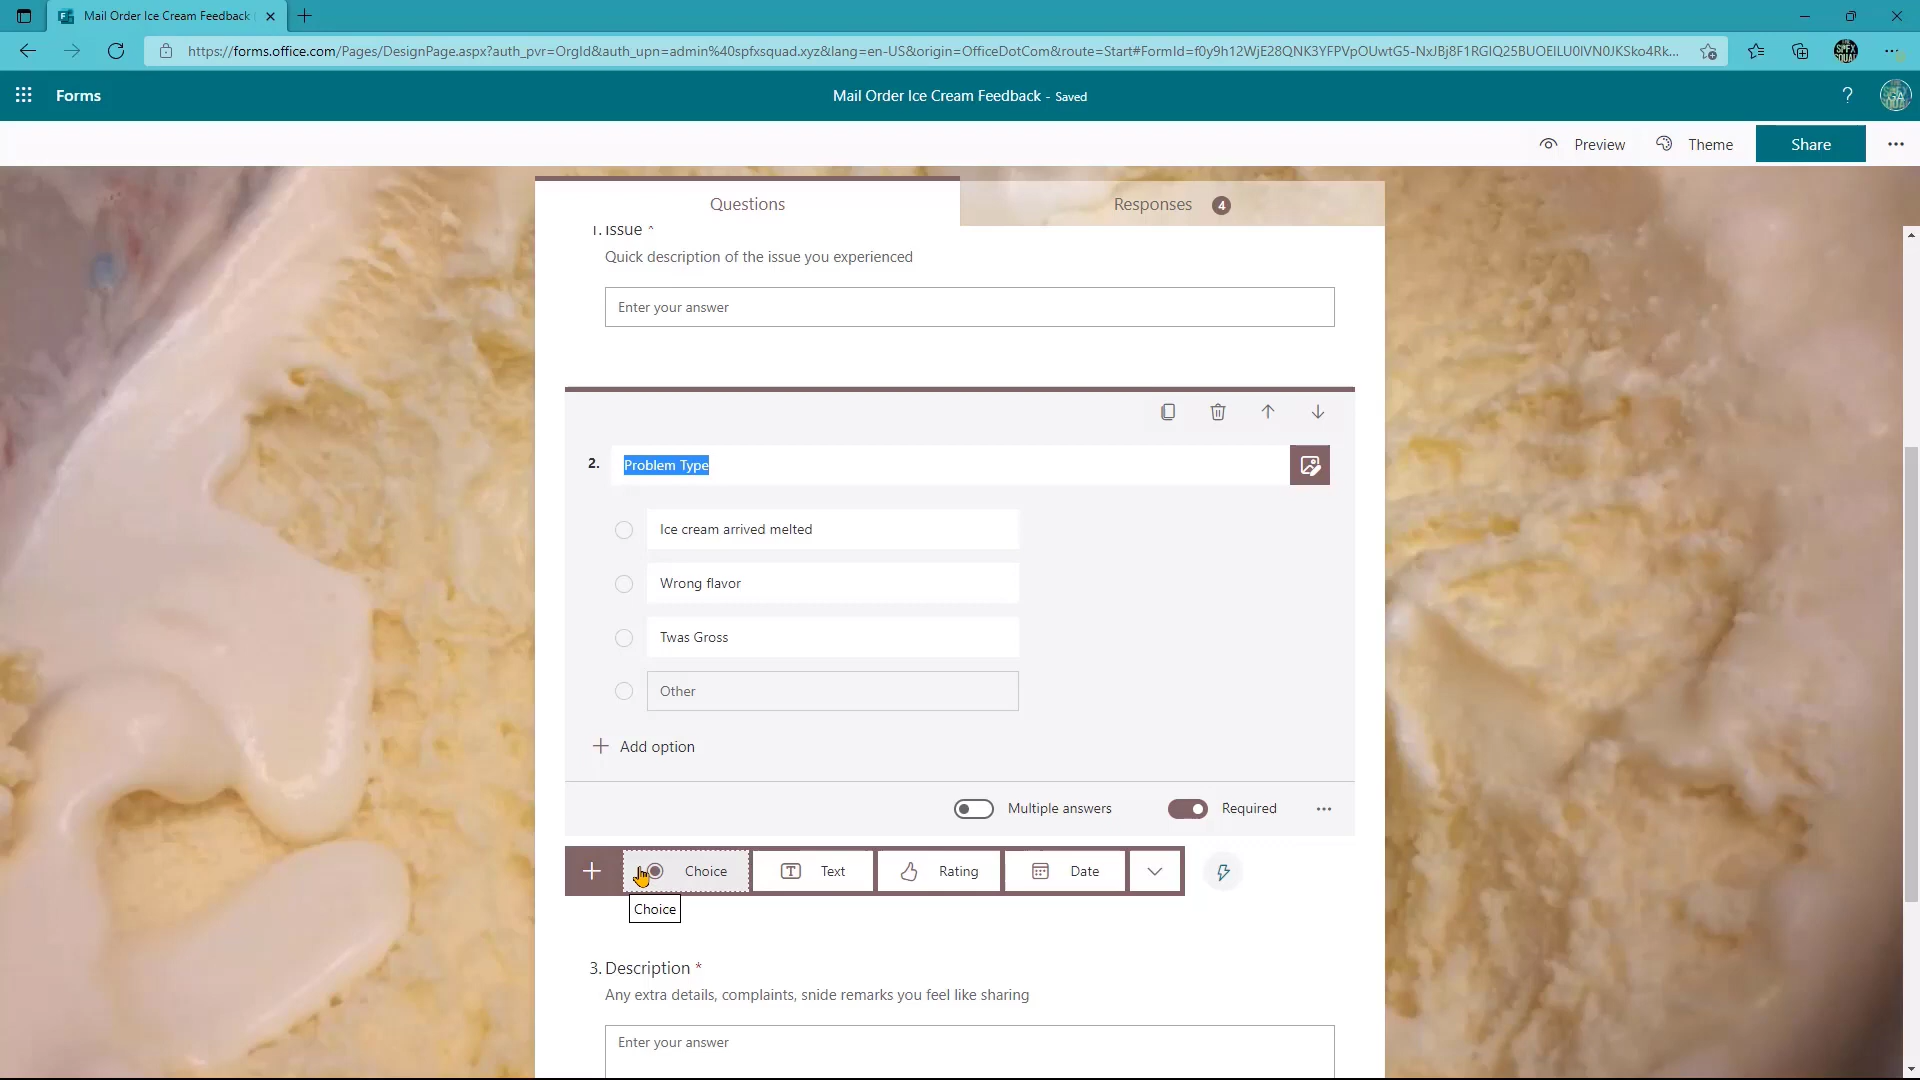 Mail Order Ice Cream Feedback
https://forms.office.com/Pages/DesignPage.aspx?auth_pvr=OrgId&auth_upn=admin%40spfxsquad.xyz&lang=en-US&origin=OfficeDotCom&route=Start#FormId=
Forms
Mail Order Ice Cream Feedback - Saved
?
Preview
Theme
Share
Questions
Responses 4
1. Issue *
Quick description of the issue you experienced
Enter your answer
2. Problem Type
Ice cream arrived melted
Wrong flavor
Twas Gross
Other
Add option
Multiple answers
Required
Choice
Text
Rating
Date
Choice
3. Description *
Any extra details, complaints, snide remarks you feel like sharing
Enter your answer